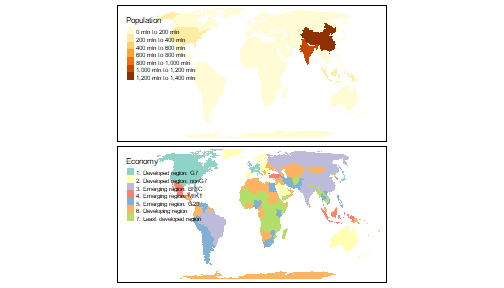 Population
0 mln to 200 mln
200 mln to 400 mln
400 mln to 600 mln
600 mln to 800 mln
800 mln to 1,000 mln
1,000 mln to 1,200 mln
1,200 mln to 1,400 mln
Economy
1. Developed region: G7
2. Developed region: nonG7
3. Emerging region: BRIC
4. Emerging region: MIKT
5. Emerging region: G20
6. Developing region
7. Least developed region